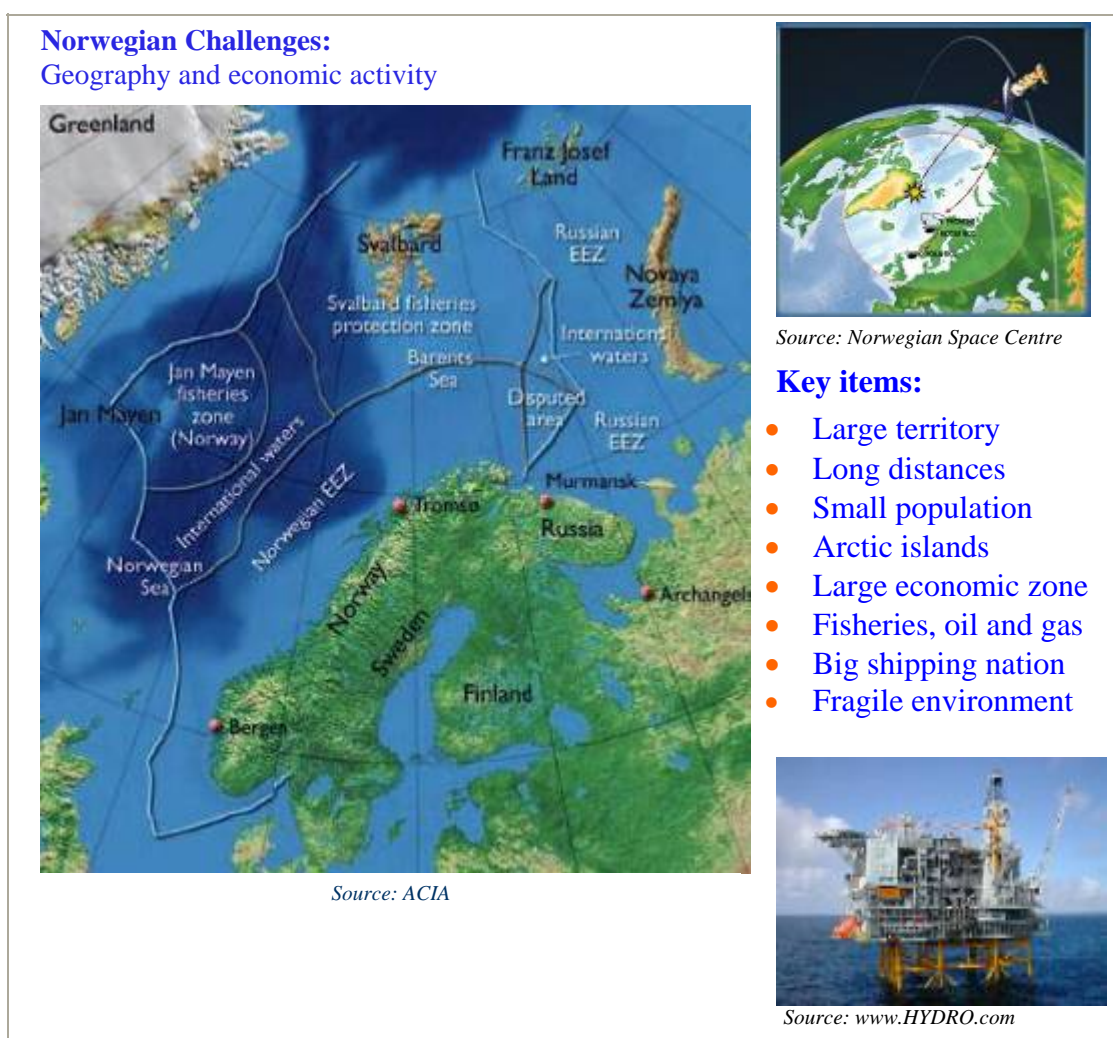 Norwegian Challenges:
Geography and economic activity
Greenland
Franz Josef
Land
Svalbard
Russian
EEZ
Novaya
Zemlya
Svalbard fisheries
protection zone
Internationa
waters
Barents
Sea
Jan Mayen
fisheries
zone
(Norway)
Jan Mayen
Disputed
area
Russian
EEZ
International waters
Norwegian EEZ
Murmansk
Tromsø
Russia
Norwegian
Sea
Archangels
Norway
Sweden
Finland
Bergen
Source: ACIA
Source: Norwegian Space Centre
Key items:
• Large territory
• Long distances
• Small population
• Arctic islands
• Large economic zone
• Fisheries, oil and gas
• Big shipping nation
• Fragile environment
Source: www.HYDRO.com